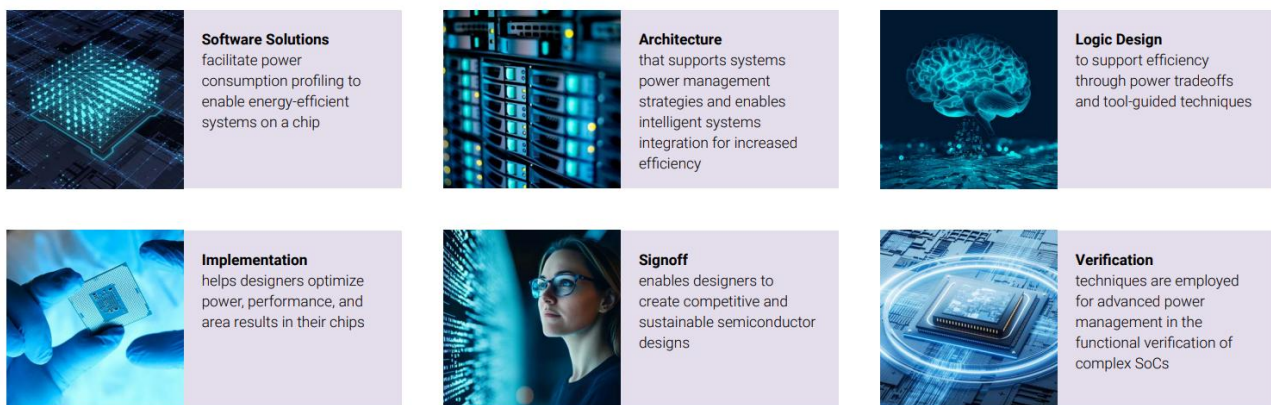 Software Solutions
facilitate power
consumption profiling to
enable energy-efficient
systems on a chip
Architecture
that supports systems
power management
strategies and enables
intelligent systems
integration for increased
efficiency
Logic Design
to support efficiency
through power tradeoffs
and tool-guided techniques
Implementation
helps designers optimize
power, performance, and
area results in their chips
Signoff
enables designers to
create competitive and
sustainable semiconductor
designs
Verification
techniques are employed
for advanced power
management in the
functional verification of
complex SoCs